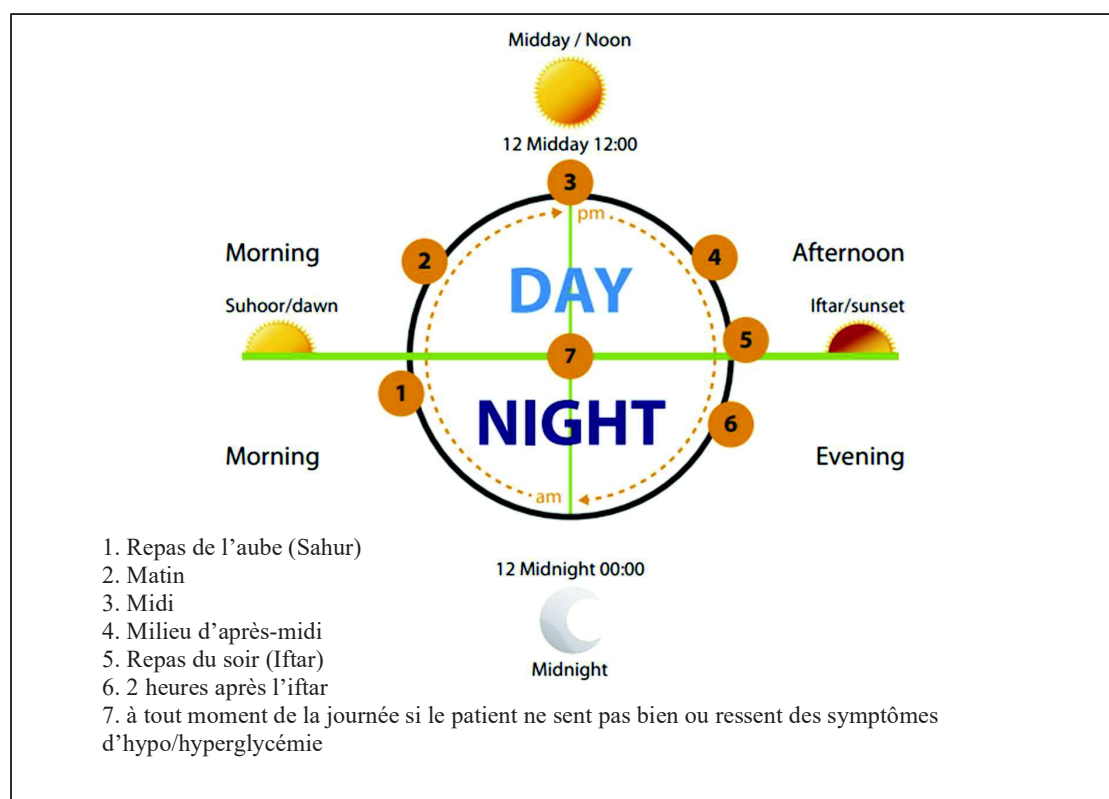 Midday / Noon
12 Midday 12:00
3
pm
2
4
Morning
Afternoon
DAY
Suhoor/dawn
Iftar/sunset
5
7
1
NIGHT
6
Morning
Evening
am
1. Repas de l’aube (Sahur)
12 Midnight 00:00
2. Matin
3. Midi
4. Milieu d’après-midi
5. Repas du soir (Iftar)
Midnight
6. 2 heures après l’iftar
7. à tout moment de la journée si le patient ne sent pas bien ou ressent des symptômes
d’hypo/hyperglycémie